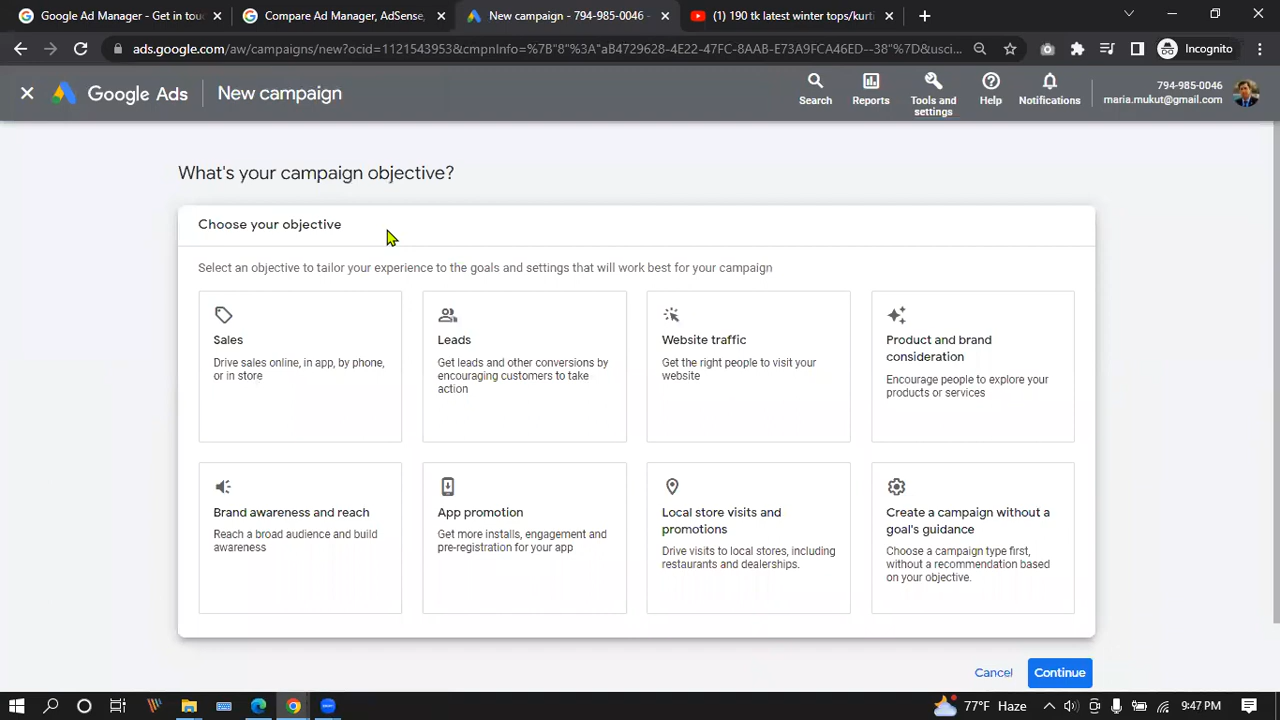 Google Ad Manager - Get in touc
Compare Ad Manager, AdSense,
New campaign - 794-985-0046 -
(1) 190 tk latest winter tops/kurti
ads.google.com/aw/campaigns/new?ocid=1121543953&cmpnInfo=%7B"8"%3A"aB4729628-4E22-47FC-8AAB-E73A9FCA46ED--38"%7D&usci...
Incognito
Google Ads
New campaign
Search
Reports
Tools and
settings
Help
Notifications
794-985-0046
maria.mukut@gmail.com
What's your campaign objective?
Choose your objective
Select an objective to tailor your experience to the goals and settings that will work best for your campaign
Sales
Drive sales online, in app, by phone,
or in store
Leads
Get leads and other conversions by
encouraging customers to take
action
Website traffic
Get the right people to visit your
website
Product and brand
consideration
Encourage people to explore your
products or services
Brand awareness and reach
Reach a broad audience and build
awareness
App promotion
Get more installs, engagement and
pre-registration for your app
Local store visits and
promotions
Drive visits to local stores, including
restaurants and dealerships.
Create a campaign without a
goal's guidance
Choose a campaign type first,
without a recommendation based
on your objective.
Cancel
Continue
77°F Haze
9:47 PM